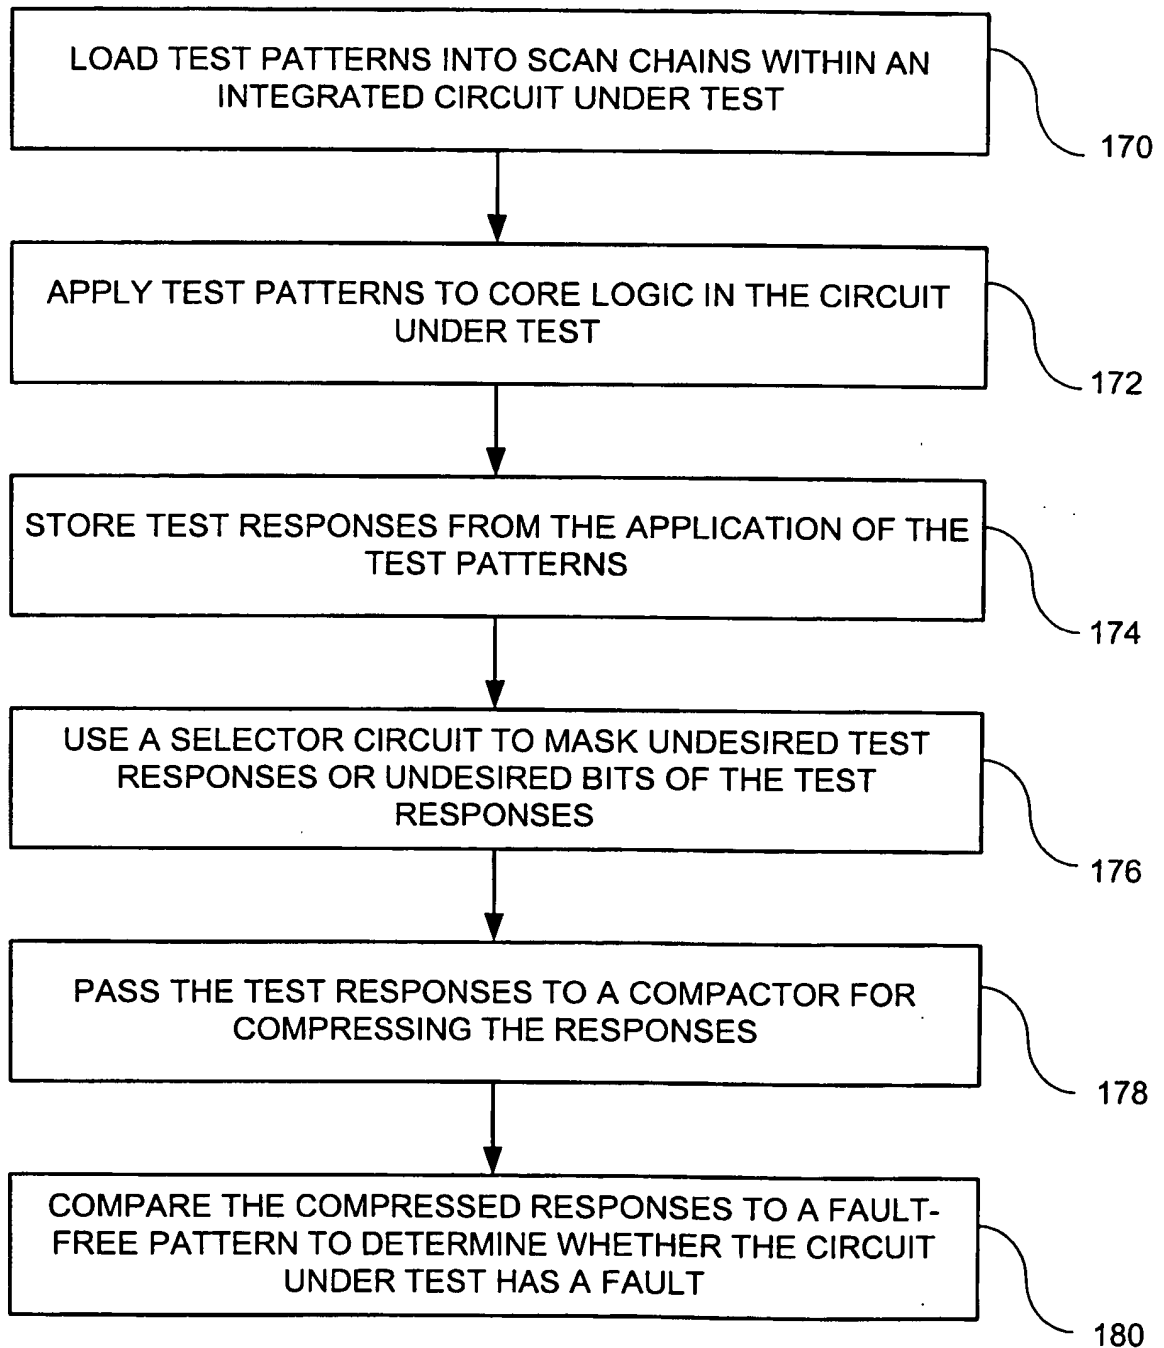 LOAD TEST PATTERNS INTO SCAN CHAINS WITHIN AN
INTEGRATED CIRCUIT UNDER TEST
170
APPLY TEST PATTERNS TO CORE LOGIC IN THE CIRCUIT
UNDER TEST
172
STORE TEST RESPONSES FROM THE APPLICATION OF THE
TEST PATTERNS
174
USE A SELECTOR CIRCUIT TO MASK UNDESIRED TEST
RESPONSES OR UNDESIRED BITS OF THE TEST
RESPONSES
176
PASS THE TEST RESPONSES TO A COMPACTOR FOR
COMPRESSING THE RESPONSES
178
COMPARE THE COMPRESSED RESPONSES TO A FAULT-
FREE PATTERN TO DETERMINE WHETHER THE CIRCUIT
UNDER TEST HAS A FAULT
180